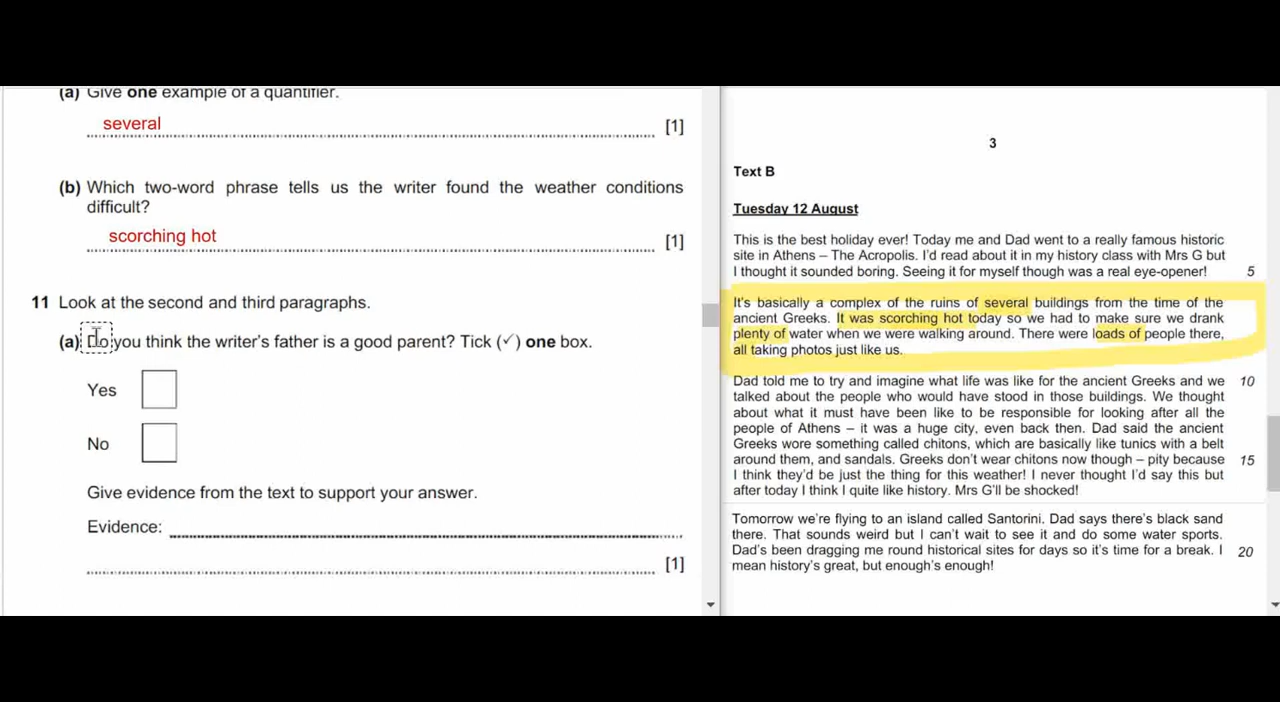 (a) Give one example of a quantifier.
several
[1]
(b) Which two-word phrase tells us the writer found the weather conditions
difficult?
scorching hot
[1]
11 Look at the second and third paragraphs.
(a) Do you think the writer's father is a good parent? Tick (✓) one box.
Yes
No
Give evidence from the text to support your answer.
Evidence:
[1]
3
Text B
Tuesday 12 August
This is the best holiday ever! Today me and Dad went to a really famous historic
site in Athens – The Acropolis. I'd read about it in my history class with Mrs G but
I thought it sounded boring. Seeing it for myself though was a real eye-opener! 5
It's basically a complex of the ruins of several buildings from the time of the
ancient Greeks. It was scorching hot today so we had to make sure we drank
plenty of water when we were walking around. There were loads of people there,
all taking photos just like us.
Dad told me to try and imagine what life was like for the ancient Greeks and we 10
talked about the people who would have stood in those buildings. We thought
about what it must have been like to be responsible for looking after all the
people of Athens – it was a huge city, even back then. Dad said the ancient
Greeks wore something called chitons, which are basically like tunics with a belt
around them, and sandals. Greeks don't wear chitons now though – pity because 15
I think they'd be just the thing for this weather! I never thought I'd say this but
after today I think I quite like history. Mrs G'll be shocked!
Tomorrow we're flying to an island called Santorini. Dad says there's black sand
there. That sounds weird but I can't wait to see it and do some water sports.
Dad's been dragging me round historical sites for days so it's time for a break. I 20
mean history's great, but enough's enough!